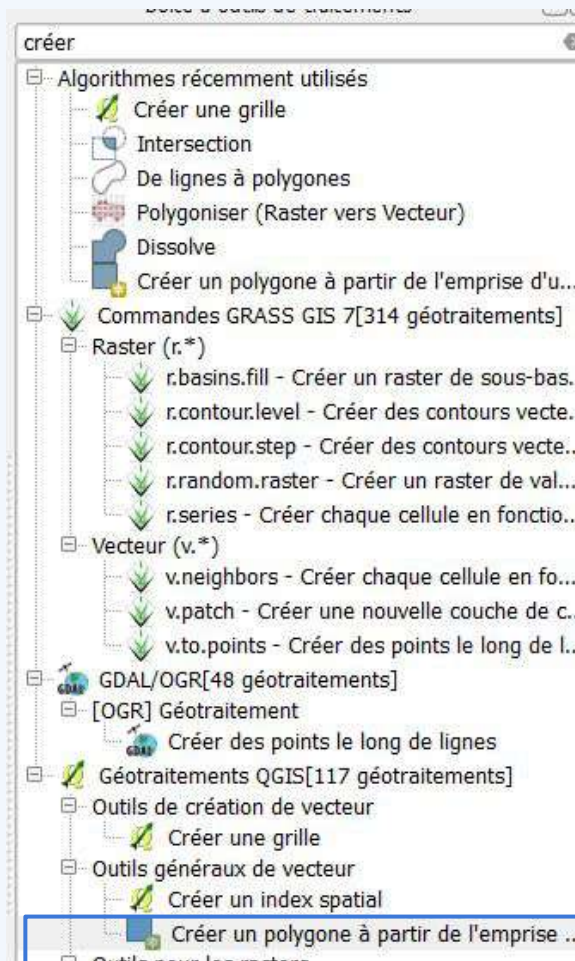 créer
Algorithmes récemment utilisés
Créer une grille
Intersection
De lignes à polygones
Polygoniser (Raster vers Vecteur)
Dissolve
Créer un polygone à partir de l'emprise d'u...
Commandes GRASS GIS 7[314 géotraitements]
Raster (r.*)
r.basins.fill - Créer un raster de sous-bas.
r.contour.level - Créer des contours vecte.
r.contour.step - Créer des contours vecte..
r.random.raster - Créer un raster de val...
r.series - Créer chaque cellule en fonctio..
Vecteur (v.*)
v.neighbors - Créer chaque cellule en fo...
v.patch - Créer une nouvelle couche de c..
v.to.points - Créer des points le long de l..
GDAL/OGR[48 géotraitements]
[OGR] Géotraitement
GDAL Créer des points le long de lignes
Géotraitements QGIS[117 géotraitements]
Outils de création de vecteur
Créer une grille
Outils généraux de vecteur
Créer un index spatial
Créer un polygone à partir de l'emprise ..
Outils pour les rasters